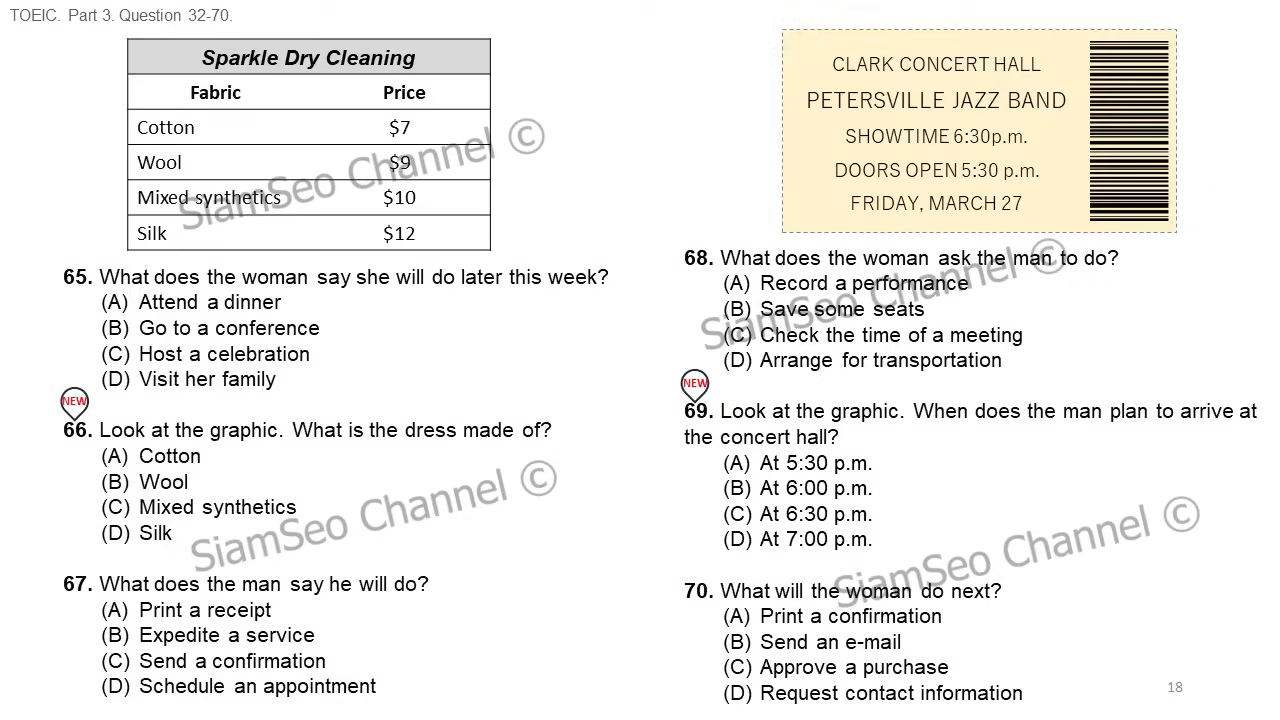 TOEIC. Part 3. Question 32-70.
Sparkle Dry Cleaning
Fabric Price
Cotton $7
Wool $9
Mixed synthetics $10
Silk $12
SiamSeo Channel ©
65. What does the woman say she will do later this week?
(A) Attend a dinner
(B) Go to a conference
(C) Host a celebration
(D) Visit her family
NEW
66. Look at the graphic. What is the dress made of?
(A) Cotton
(B) Wool
(C) Mixed synthetics
(D) Silk
SiamSeo Channel ©
67. What does the man say he will do?
(A) Print a receipt
(B) Expedite a service
(C) Send a confirmation
(D) Schedule an appointment
CLARK CONCERT HALL
PETERSVILLE JAZZ BAND
SHOWTIME 6:30p.m.
DOORS OPEN 5:30 p.m.
FRIDAY, MARCH 27
68. What does the woman ask the man to do?
(A) Record a performance
(B) Save some seats
(C) Check the time of a meeting
(D) Arrange for transportation
SiamSeo Channel ©
NEW
69. Look at the graphic. When does the man plan to arrive at
the concert hall?
(A) At 5:30 p.m.
(B) At 6:00 p.m.
(C) At 6:30 p.m.
(D) At 7:00 p.m.
SiamSeo Channel ©
70. What will the woman do next?
(A) Print a confirmation
(B) Send an e-mail
(C) Approve a purchase
(D) Request contact information
18